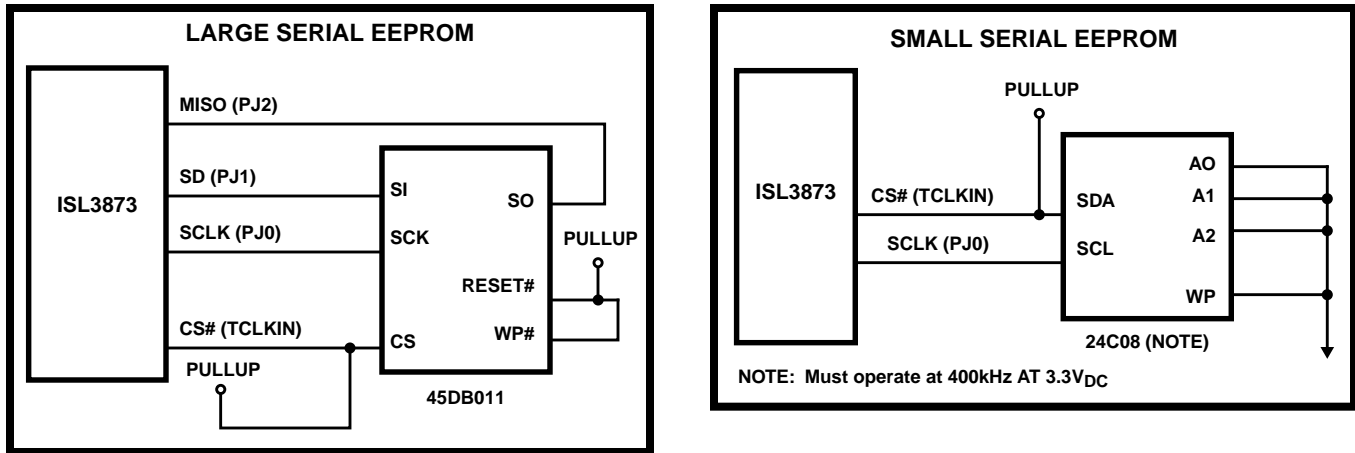 LARGE SERIAL EEPROM
ISL3873
MISO (PJ2)
SD (PJ1)
SCLK (PJ0)
CS# (TCLKIN)
PULLUP
SI
SCK
CS
SO
RESET#
WP#
PULLUP
45DB011
SMALL SERIAL EEPROM
ISL3873
PULLUP
CS# (TCLKIN)
SCLK (PJ0)
SDA
SCL
AO
A1
A2
WP
24C08 (NOTE)
NOTE: Must operate at 400kHz AT 3.3VDC